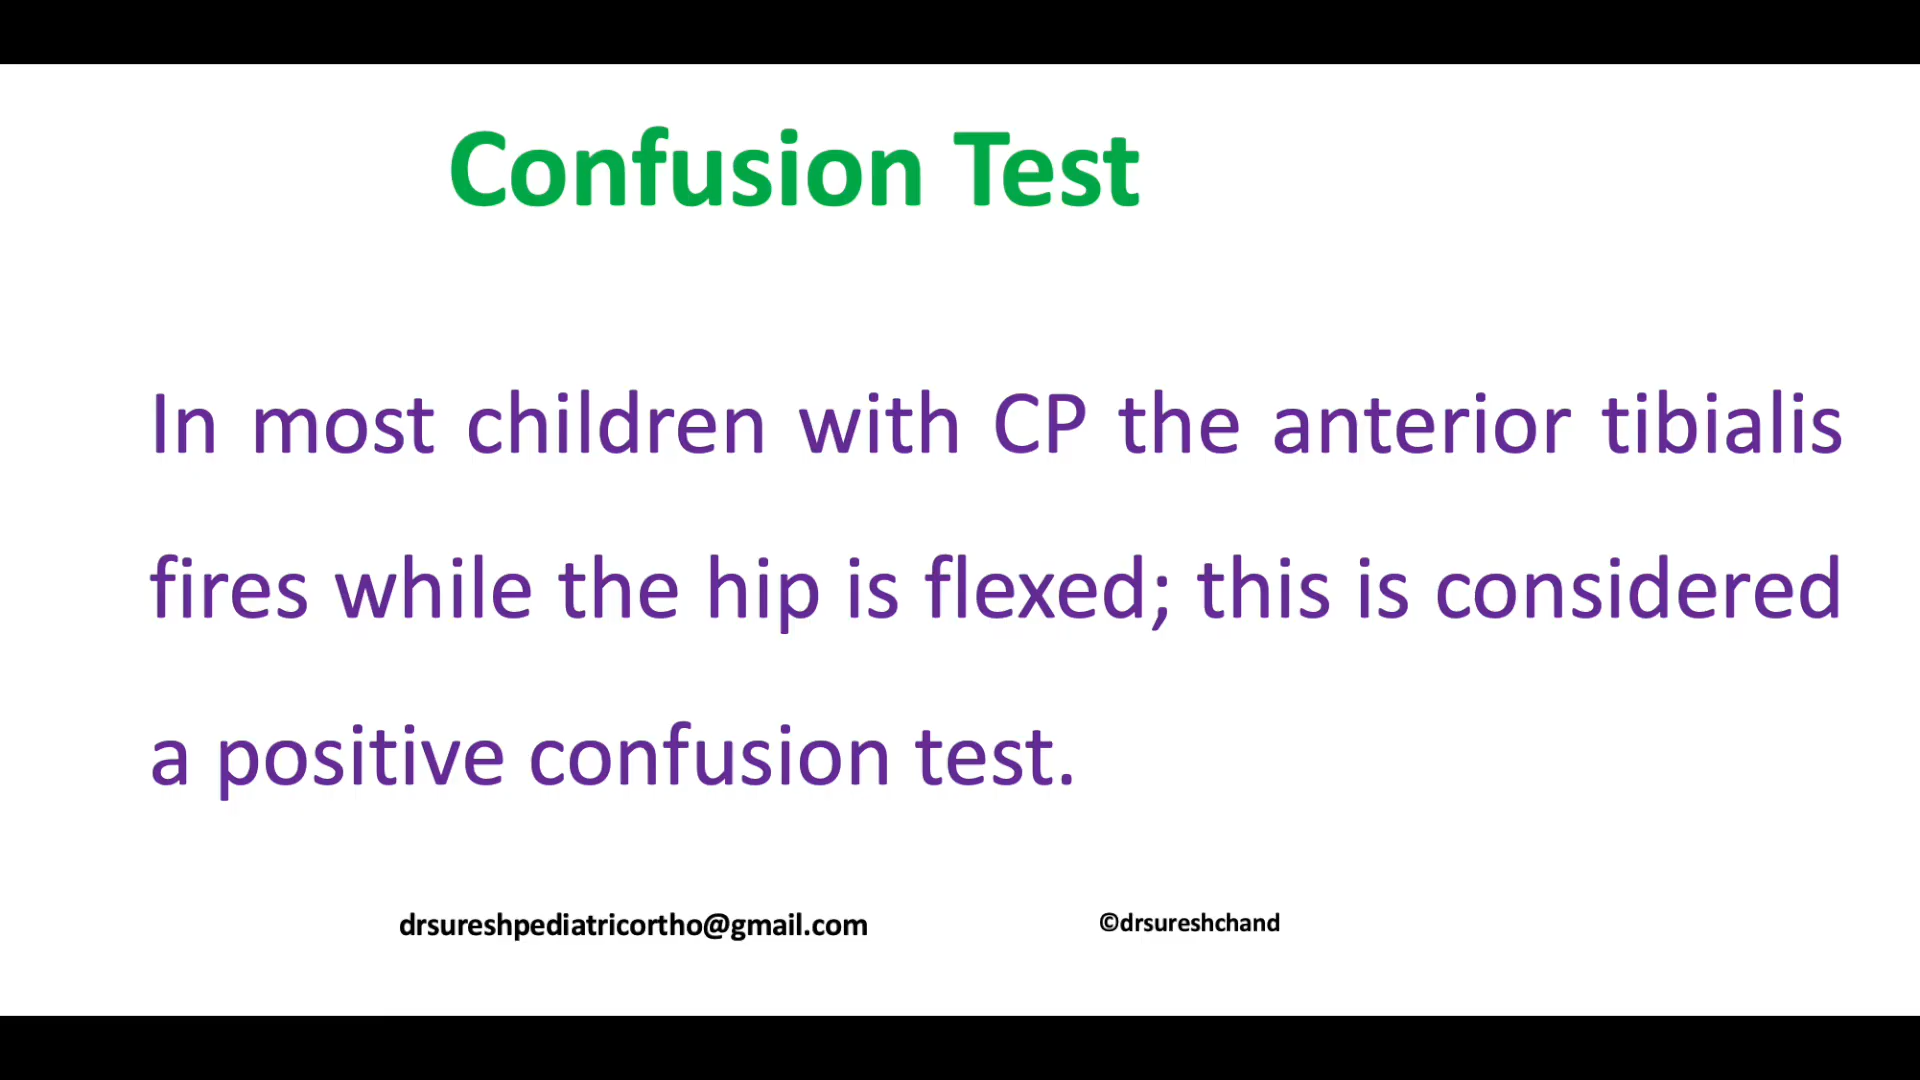 Confusion Test
In most children with CP the anterior tibialis
fires while the hip is flexed; this is considered
a positive confusion test.
drsureshpediatricortho@gmail.com ©drsureshchand